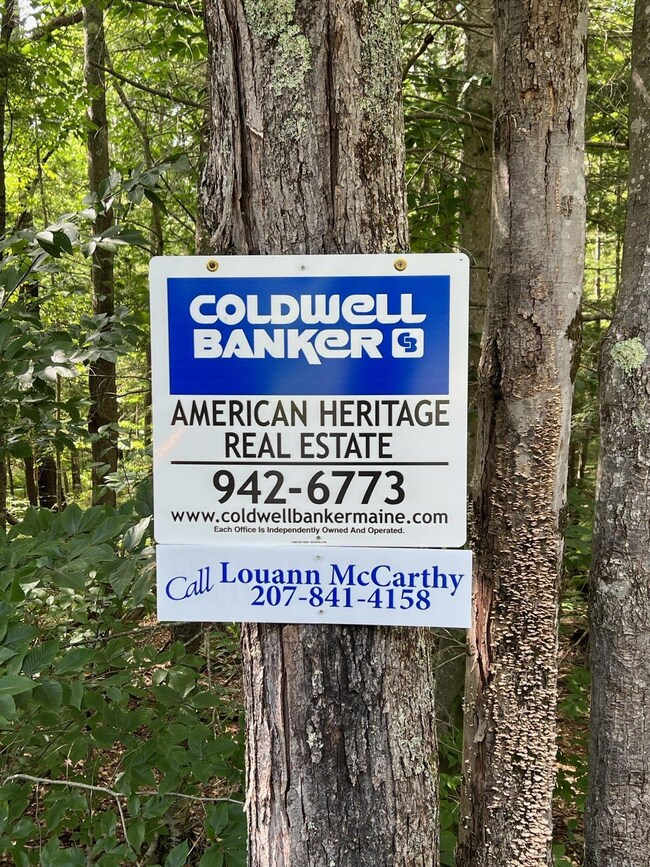 COLDWELL
BANKER CB
AMERICAN HERITAGE
REAL ESTATE
942-6773
www.coldwellbankermaine.com
Each Office Is Independently Owned And Operated.
Call Louann McCarthy
207-841-4158